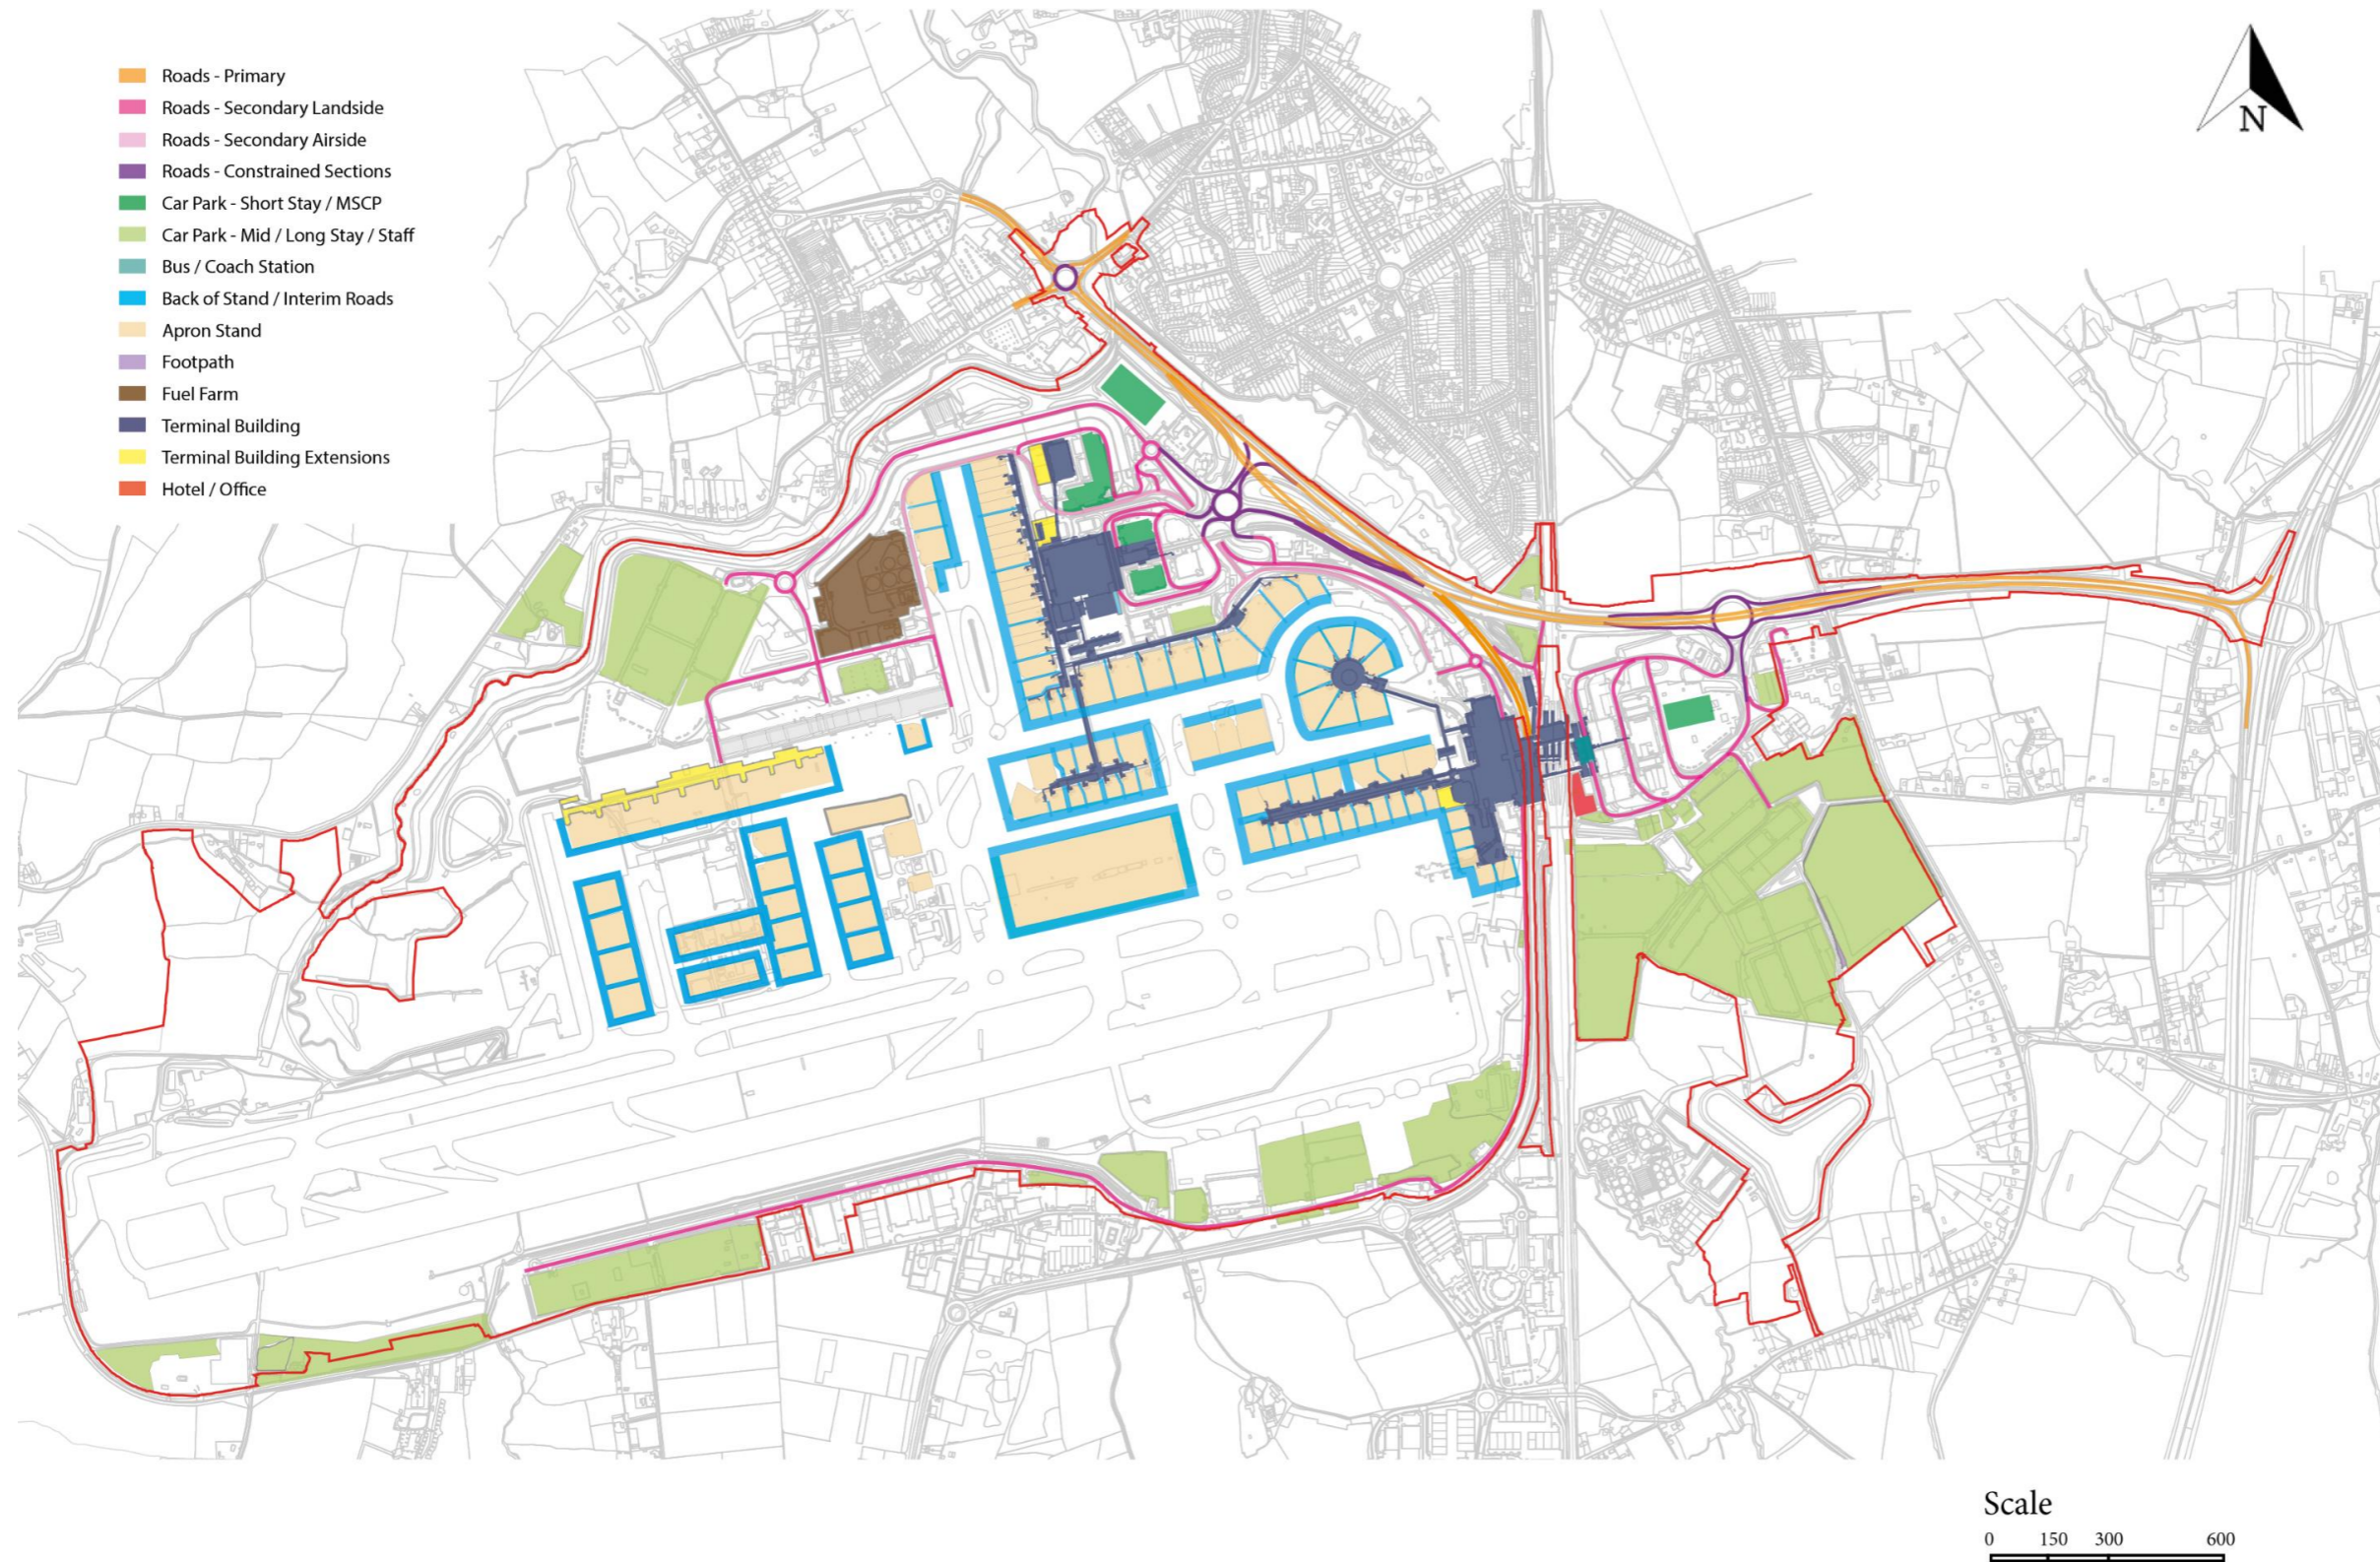 Roads - Primary
Roads - Secondary Landside
Roads - Secondary Airside
Roads - Constrained Sections
Car Park - Short Stay / MSCP
Car Park - Mid / Long Stay / Staff
Bus / Coach Station
Back of Stand / Interim Roads
Apron Stand
Footpath
Fuel Farm
Terminal Building
Terminal Building Extensions
Hotel / Office
N
Scale
0 150 300 600